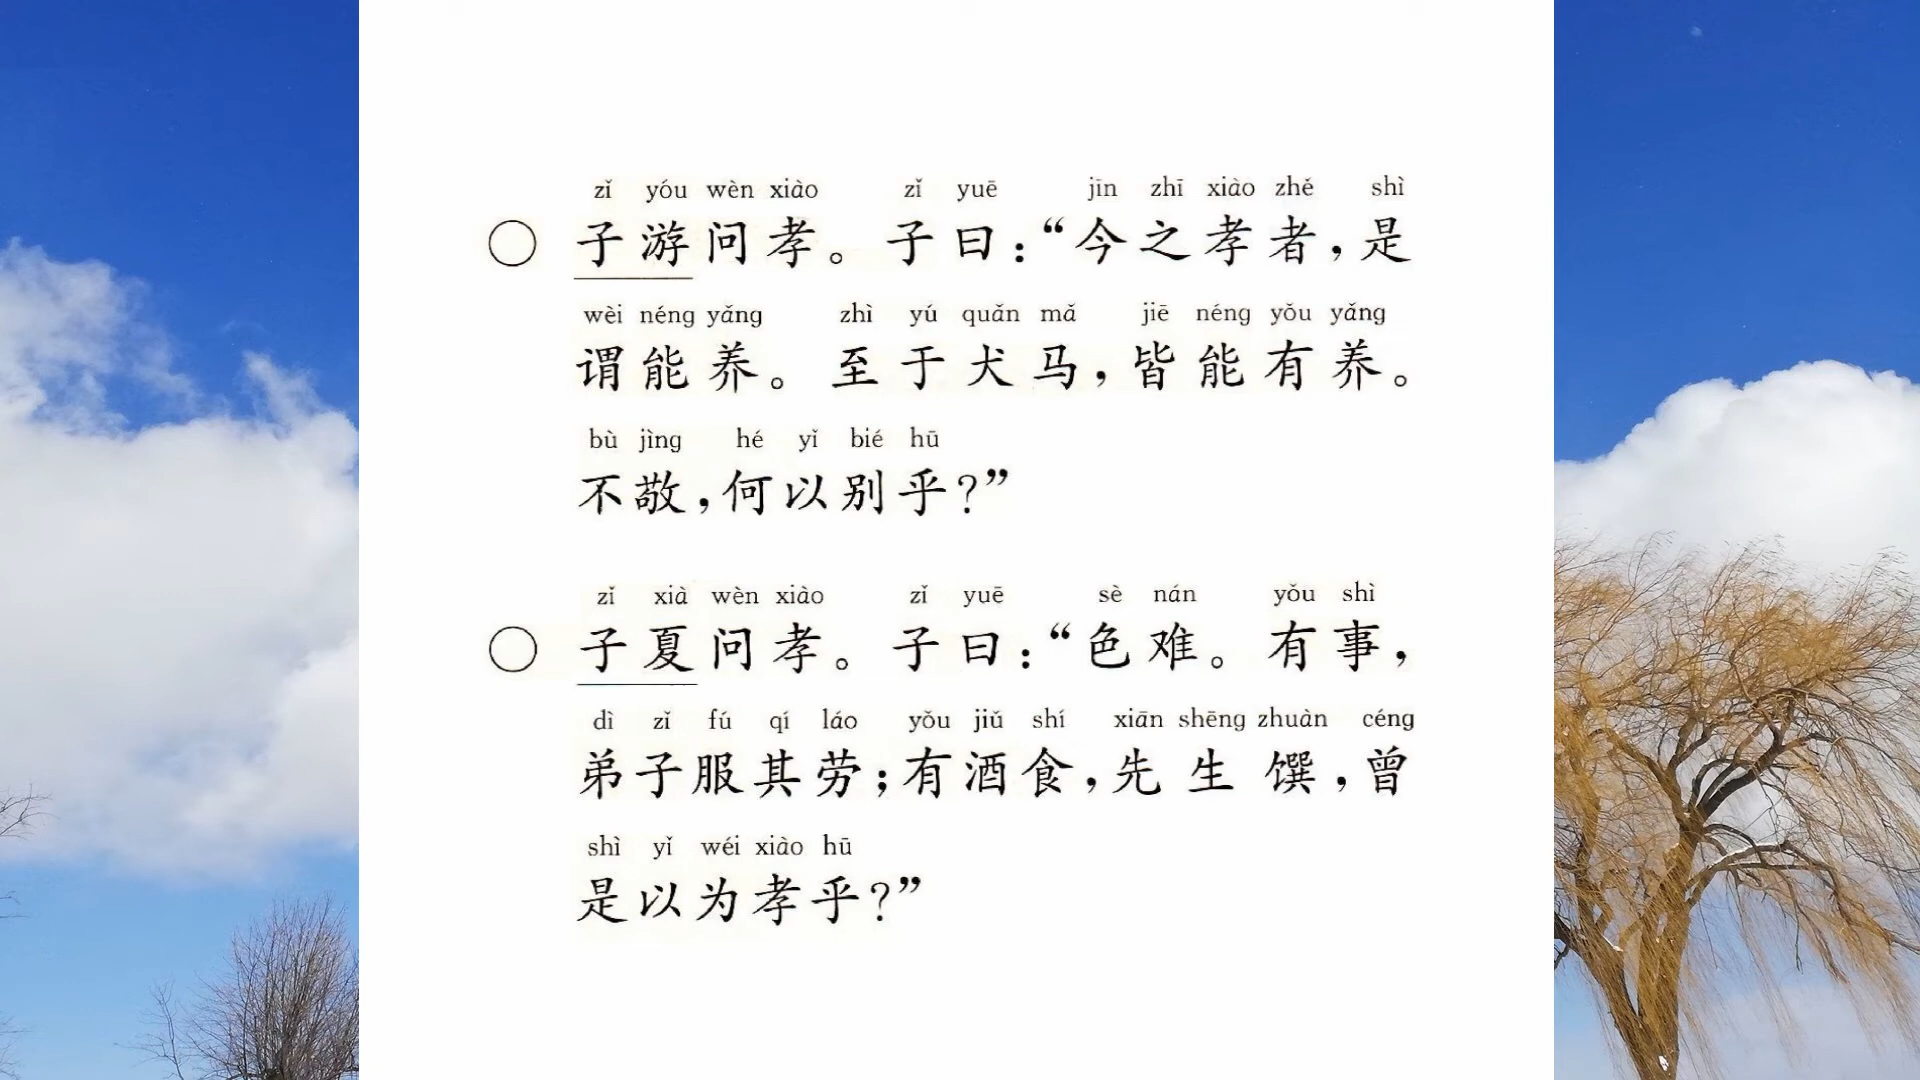 zǐ yóu wèn xiào zǐ yuē jīn zhī xiào zhě shì
○ 子游问孝。子曰：“今之孝者，是
wèi néng yǎng zhì yú quǎn mǎ jiē néng yǒu yǎng
谓能养。至于犬马，皆能有养。
bù jìng hé yǐ bié hū
不敬，何以别乎？”
zǐ xià wèn xiào zǐ yuē sè nán yǒu shì
○ 子夏问孝。子曰：“色难。有事，
dì zǐ fú qí láo yǒu jiǔ shí xiān shēng zhuàn céng
弟子服其劳；有酒食，先生馔，曾
shì yǐ wéi xiào hū
是以为孝乎？”